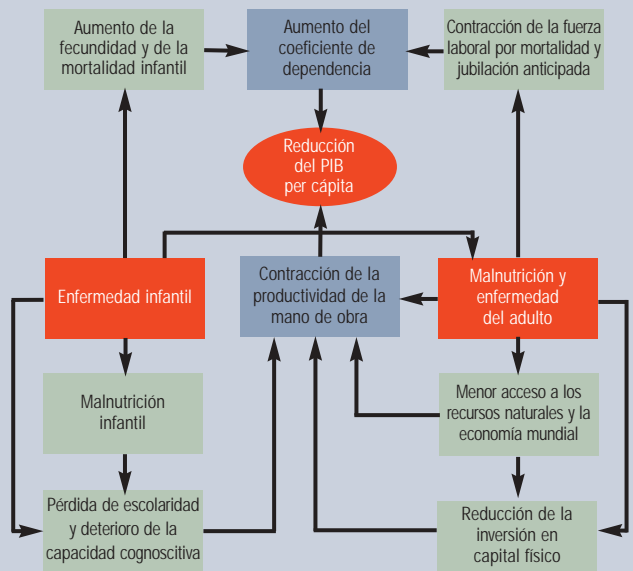 Aumento de la
fecundidad y de la
mortalidad infantil
Aumento del
coeficiente de
dependencia
Contracción de la fuerza
laboral por mortalidad y
jubilación anticipada
Reducción
del PIB
per cápita
Enfermedad infantil
Contracción de la
productividad de la
mano de obra
Malnutrición y
enfermedad
del adulto
Malnutrición
infantil
Menor acceso a los
recursos naturales y la
economía mundial
Pérdida de escolaridad
y deterioro de la
capacidad cognoscitiva
Reducción de la
inversión en
capital físico